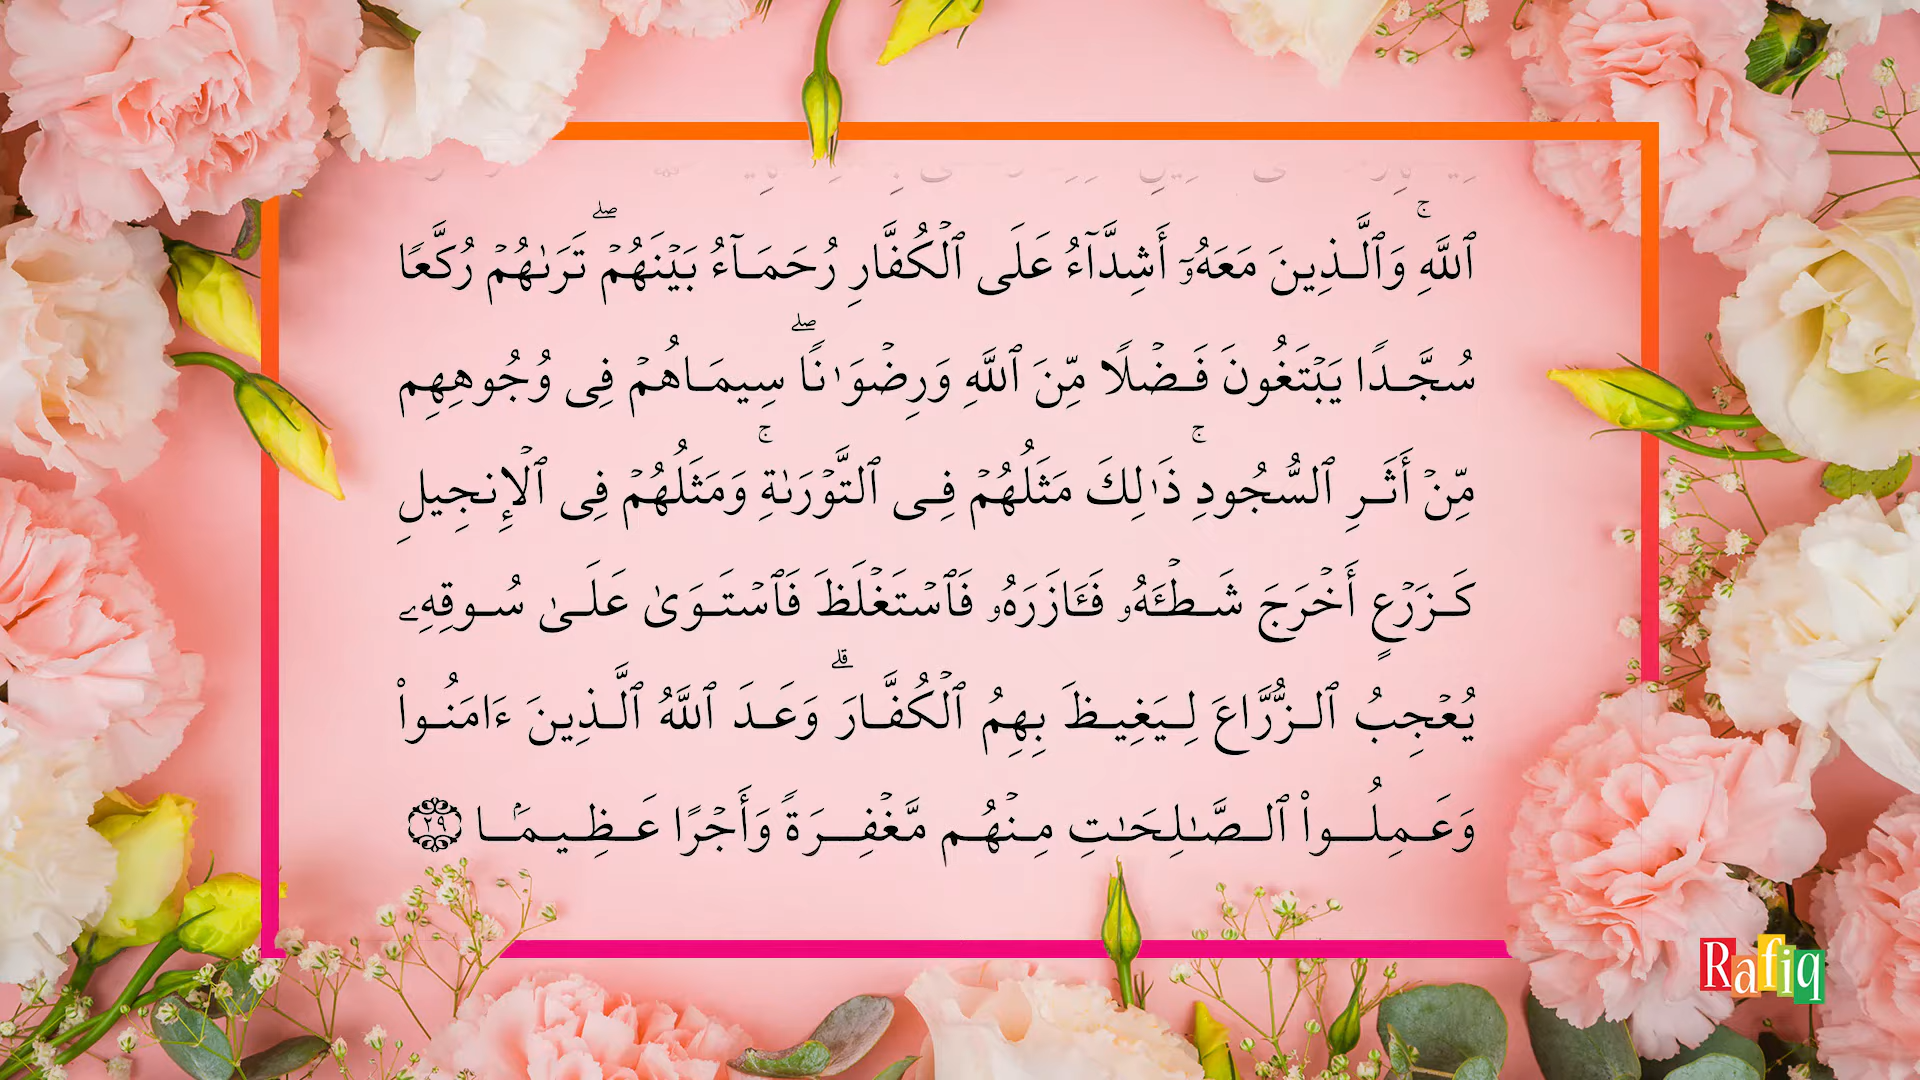 ٱللَّهِۚ وَٱلَّذِينَ مَعَهُۥٓ أَشِدَّآءُ عَلَى ٱلۡكُفَّارِ رُحَمَآءُ بَيۡنَهُمۡۖ تَرَىٰهُمۡ رُكَّعٗا
سُجَّدٗا يَبۡتَغُونَ فَضۡلٗا مِّنَ ٱللَّهِ وَرِضۡوَٰنٗاۖ سِيمَاهُمۡ فِي وُجُوهِهِم
مِّنۡ أَثَرِ ٱلسُّجُودِۚ ذَٰلِكَ مَثَلُهُمۡ فِي ٱلتَّوۡرَىٰةِۚ وَمَثَلُهُمۡ فِي ٱلۡإِنجِيلِ
كَزَرۡعٍ أَخۡرَجَ شَطۡـَٔهُۥ فَـَٔازَرَهُۥ فَٱسۡتَغۡلَظَ فَٱسۡتَوَىٰ عَلَىٰ سُوقِهِۦ
يُعۡجِبُ ٱلزُّرَّاعَ لِيَغِيظَ بِهِمُ ٱلۡكُفَّارَۗ وَعَدَ ٱللَّهُ ٱلَّذِينَ ءَامَنُواْ
وَعَمِلُواْ ٱلصَّـٰلِحَٰتِ مِنۡهُم مَّغۡفِرَةٗ وَأَجۡرًا عَظِيمَۢا ٢٩
Rafiq